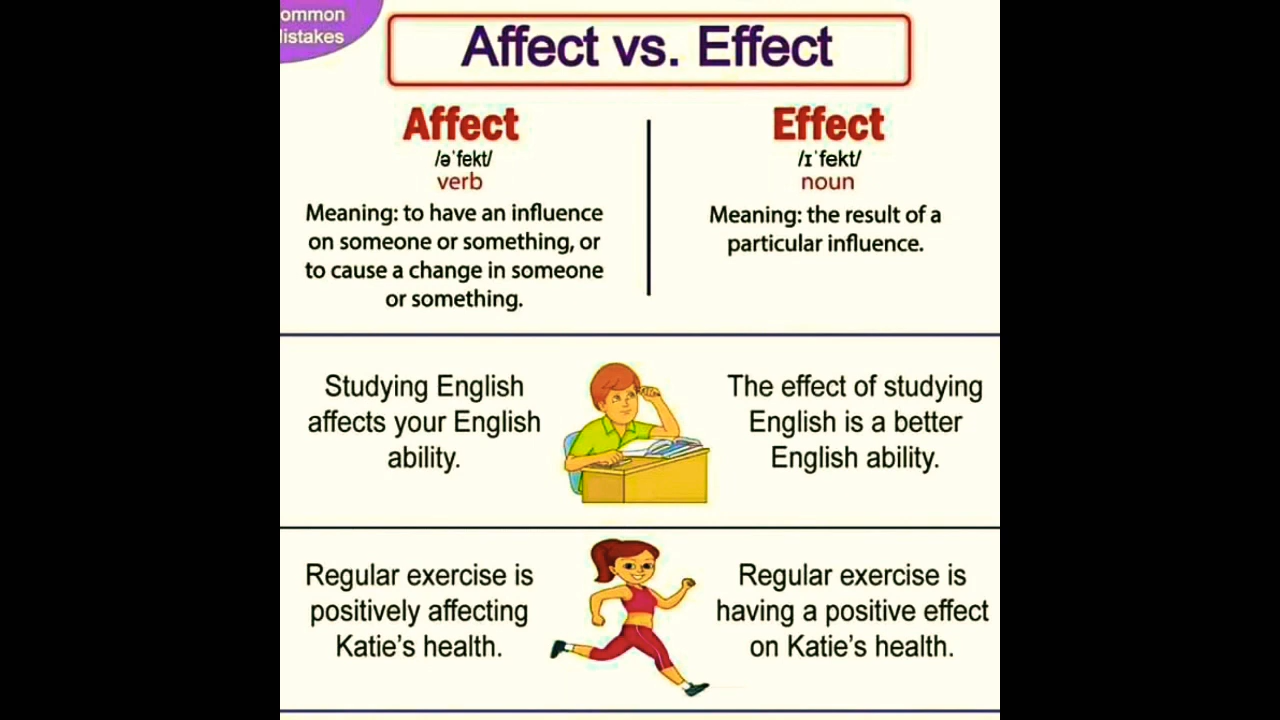 ommon
istakes
Affect vs. Effect
Affect
/əˈfekt/
verb
Meaning: to have an influence
on someone or something, or
to cause a change in someone
or something.
Effect
/ɪˈfekt/
noun
Meaning: the result of a
particular influence.
Studying English
affects your English
ability.
The effect of studying
English is a better
English ability.
Regular exercise is
positively affecting
Katie’s health.
Regular exercise is
having a positive effect
on Katie’s health.